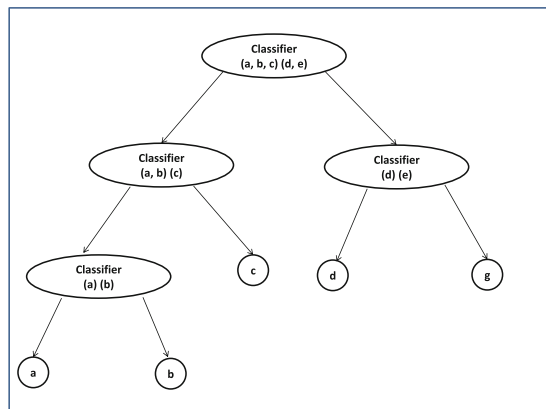 Classifier
(a, b, c) (d, e)
Classifier
(a, b) (c)
Classifier
(d) (e)
Classifier
(a) (b)
c
d
g
a
b